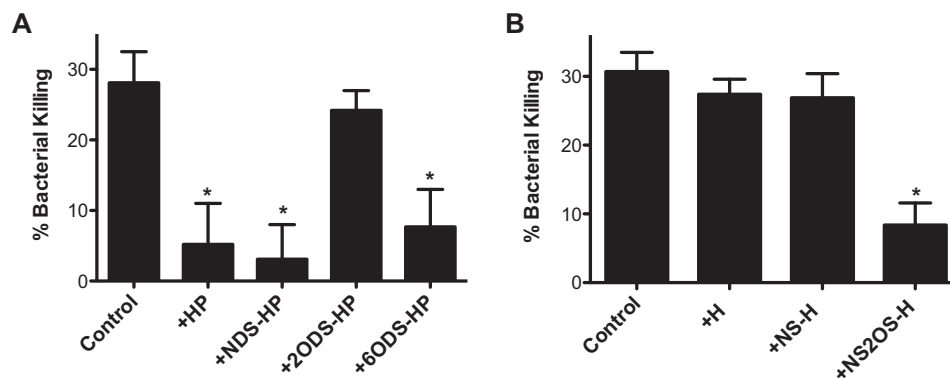 A
% Bacterial Killing
30
20
10
0
*
*
*
Control
+HP
+NDS-HP
+2ODS-HP
+6ODS-HP
B
% Bacterial Killing
30
20
10
0
*
Control
+H
+NS-H
+NS2OS-H